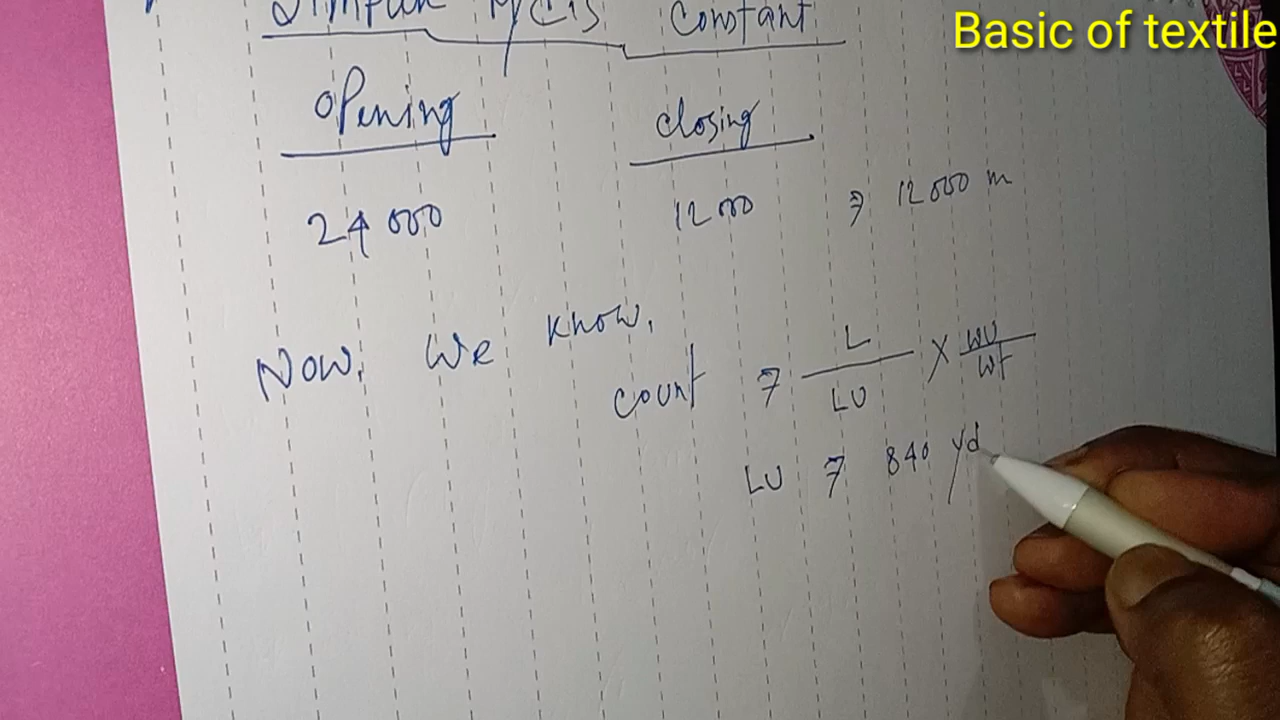 Basic of textile
Simplex M/C's Constant
opening closing
24000 12000 ⇒ 12000 m
Now, We know,
count ⇒ L/LU × WU/WT
LU ⇒ 840 yd